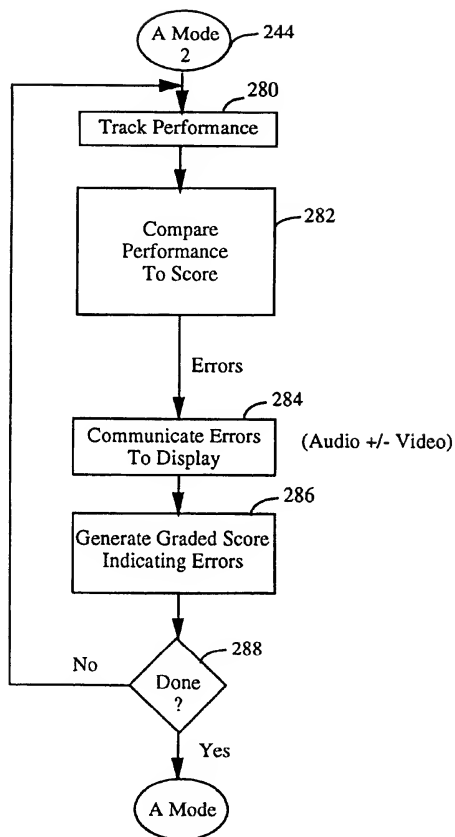 A Mode
2
244
280
Track Performance
282
Compare
Performance
To Score
Errors
284
Communicate Errors
To Display
(Audio +/- Video)
286
Generate Graded Score
Indicating Errors
288
No
Done
?
Yes
A Mode